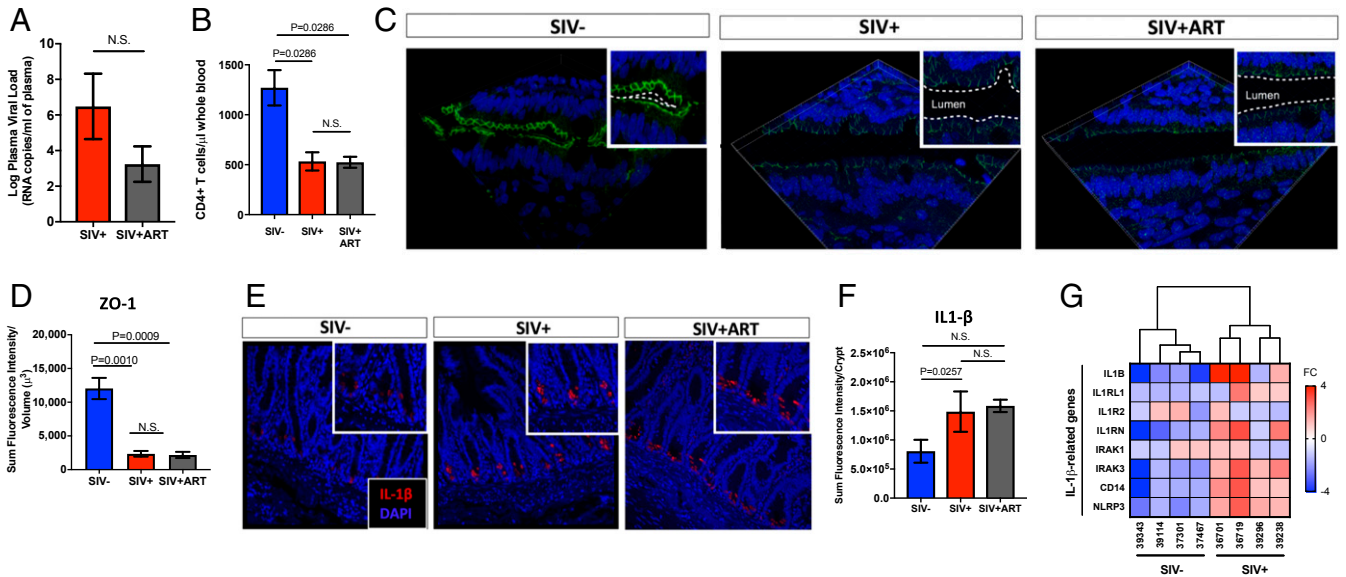 A
N.S.
Log Plasma Viral Load
(RNA copies/ml of plasma)
10
8
6
4
2
0
SIV+
SIV+ART
B
P=0.0286
P=0.0286
N.S.
CD4+ T cells/µl whole blood
1500
1000
500
0
SIV-
SIV+
SIV+
ART
C
SIV-
SIV+
SIV+ART
Lumen
Lumen
D
ZO-1
P=0.0009
P=0.0010
N.S.
Sum Fluorescence Intensity/
Volume (µ³)
20,000
15,000
10,000
5,000
0
SIV-
SIV+
SIV+ART
E
SIV-
SIV+
SIV+ART
IL-1β
DAPI
F
IL1-β
N.S.
N.S.
P=0.0257
Sum Fluoresence Intensity/Crypt
2.5×10⁶
2.0×10⁶
1.5×10⁶
1.0×10⁶
5.0×10⁵
0.0
SIV-
SIV+
SIV+ART
G
IL-1β-related genes
IL1B
IL1RL1
IL1R2
IL1RN
IRAK1
IRAK3
CD14
NLRP3
FC
4
0
-4
39343
39114
37301
37467
36701
36719
39296
39238
SIV-
SIV+